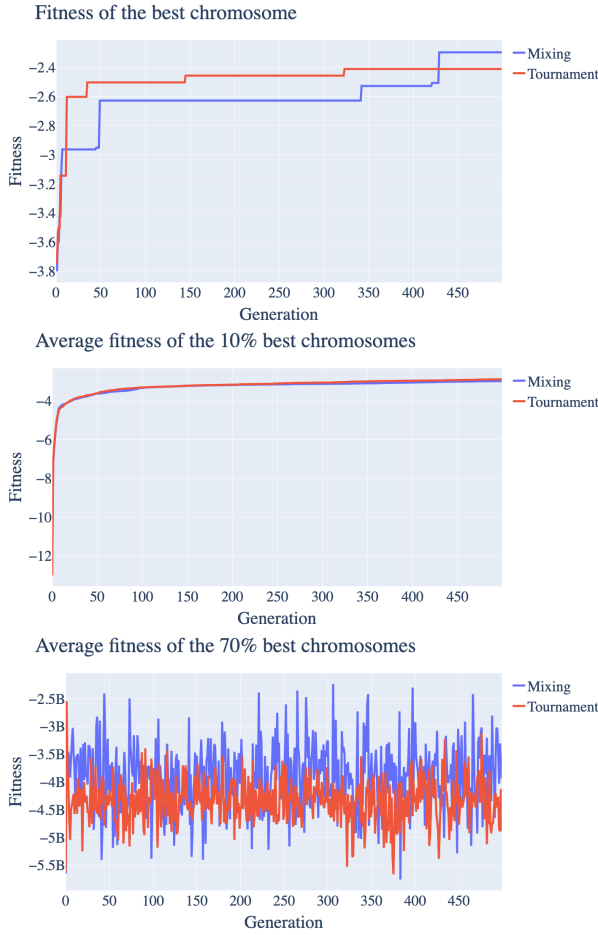 Fitness of the best chromosome
−2.4
−2.6
−2.8
−3
−3.2
−3.4
−3.6
−3.8
Fitness
0 50 100 150 200 250 300 350 400 450
Generation
Mixing
Tournament
Average fitness of the 10% best chromosomes
−4
−6
−8
−10
−12
Fitness
0 50 100 150 200 250 300 350 400 450
Generation
Mixing
Tournament
Average fitness of the 70% best chromosomes
−2.5B
−3B
−3.5B
−4B
−4.5B
−5B
−5.5B
Fitness
0 50 100 150 200 250 300 350 400 450
Generation
Mixing
Tournament